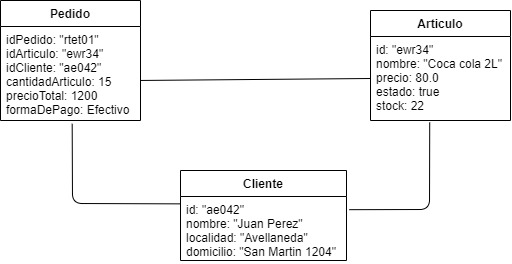 Pedido
idPedido: "rtet01"
idArticulo: "ewr34"
idCliente: "ae042"
cantidadArticulo: 15
precioTotal: 1200
formaDePago: Efectivo
Articulo
id: "ewr34"
nombre: "Coca cola 2L"
precio: 80.0
estado: true
stock: 22
Cliente
id: "ae042"
nombre: "Juan Perez"
localidad: "Avellaneda"
domicilio: "San Martin 1204"